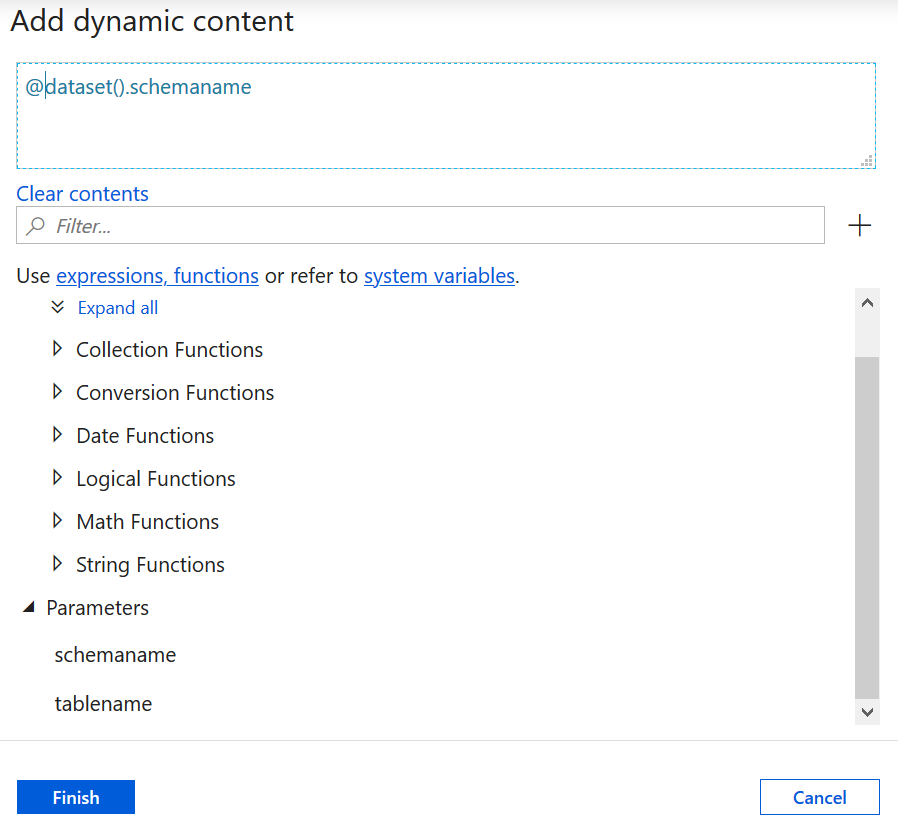 Add dynamic content
@dataset().schemaname
Clear contents
Filter...
Use expressions, functions or refer to system variables.
Expand all
Collection Functions
Conversion Functions
Date Functions
Logical Functions
Math Functions
String Functions
Parameters
schemaname
tablename
Finish
Cancel